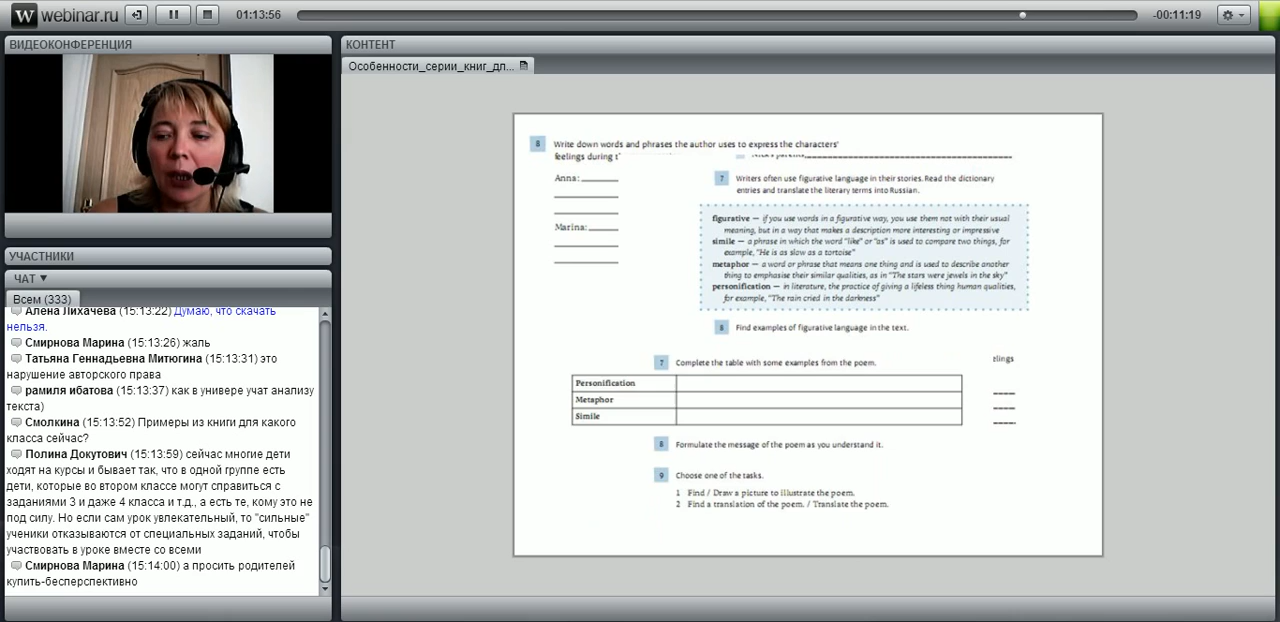 webinar.ru
01:13:56
-00:11:19
ВИДЕОКОНФЕРЕНЦИЯ
УЧАСТНИКИ
ЧАТ ▼
Всем (333)
Алена Лихачева (15:13:22) Думаю, что скачать
нельзя.
Смирнова Марина (15:13:26) жаль
Татьяна Геннадьевна Митюгина (15:13:31) это
нарушение авторского права
рамиля ибатова (15:13:37) как в универе учат анализу
текста)
Смолкина (15:13:52) Примеры из книги для какого
класса сейчас?
Полина Докутович (15:13:59) сейчас многие дети
ходят на курсы и бывает так, что в одной группе есть
дети, которые во втором классе могут справиться с
заданиями 3 и даже 4 класса и т.д., а есть те, кому это не
под силу. Но если сам урок увлекательный, то "сильные"
ученики отказываются от специальных заданий, чтобы
участвовать в уроке вместе со всеми
Смирнова Марина (15:14:00) а просить родителей
купить-бесперспективно
КОНТЕНТ
Особенности_серии_книг_дл...
6 Write down words and phrases the author uses to express the characters'
feelings during t
Anna:
Marina:
7 Writers often use figurative language in their stories. Read the dictionary
entries and translate the literary terms into Russian.
figurative — if you use words in a figurative way, you use them not with their usual
meaning, but in a way that makes a description more interesting or impressive
simile — a phrase in which the word "like" or "as" is used to compare two things, for
example, "He is as slow as a tortoise"
metaphor — a word or phrase that means one thing and is used to describe another
thing to emphasise their similar qualities, as in "The stars were jewels in the sky"
personification — in literature, the practice of giving a lifeless thing human qualities,
for example, "The rain cried in the darkness"
8 Find examples of figurative language in the text.
elings
7 Complete the table with some examples from the poem.
Personification
Metaphor
Simile
8 Formulate the message of the poem as you understand it.
9 Choose one of the tasks.
1 Find / Draw a picture to illustrate the poem.
2 Find a translation of the poem. / Translate the poem.